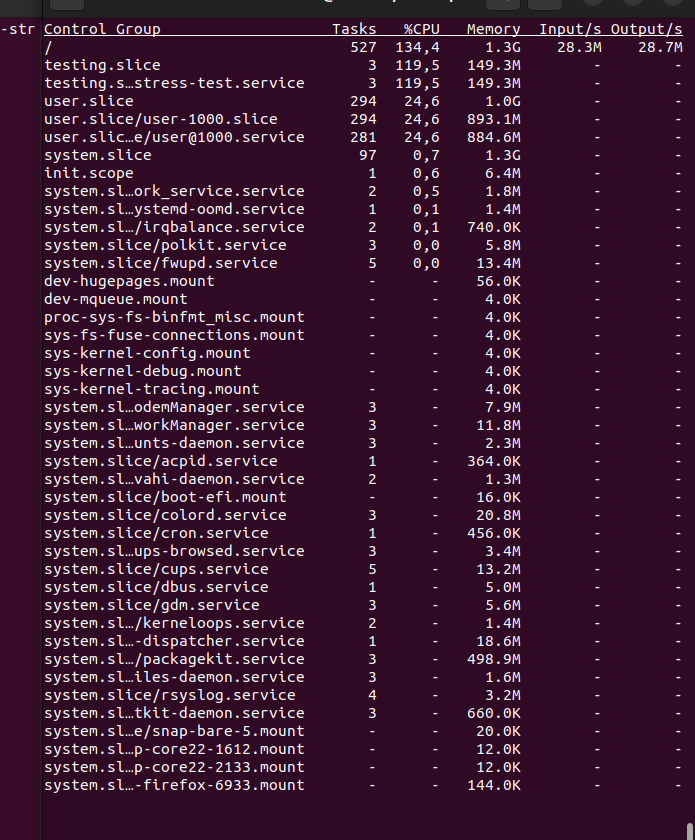 -str
Control Group Tasks %CPU Memory Input/s Output/s
/ 527 134,4 1.3G 28.3M 28.7M
testing.slice 3 119,5 149.3M - -
testing.s…stress-test.service 3 119,5 149.3M - -
user.slice 294 24,6 1.0G - -
user.slice/user-1000.slice 294 24,6 893.1M - -
user.slic…e/user@1000.service 281 24,6 884.6M - -
system.slice 97 0,7 1.3G - -
init.scope 1 0,6 6.4M - -
system.sl…ork_service.service 2 0,5 1.8M - -
system.sl…ystemd-oomd.service 1 0,1 1.4M - -
system.sl…/irqbalance.service 2 0,1 740.0K - -
system.slice/polkit.service 3 0,0 5.8M - -
system.slice/fwupd.service 5 0,0 13.4M - -
dev-hugepages.mount - - 56.0K - -
dev-mqueue.mount - - 4.0K - -
proc-sys-fs-binfmt_misc.mount - - 4.0K - -
sys-fs-fuse-connections.mount - - 4.0K - -
sys-kernel-config.mount - - 4.0K - -
sys-kernel-debug.mount - - 4.0K - -
sys-kernel-tracing.mount - - 4.0K - -
system.sl…odemManager.service 3 - 7.9M - -
system.sl…workManager.service 3 - 11.8M - -
system.sl…unts-daemon.service 3 - 2.3M - -
system.slice/acpid.service 1 - 364.0K - -
system.sl…vahi-daemon.service 2 - 1.3M - -
system.slice/boot-efi.mount - - 16.0K - -
system.slice/colord.service 3 - 20.8M - -
system.slice/cron.service 1 - 456.0K - -
system.sl…ups-browsed.service 3 - 3.4M - -
system.slice/cups.service 5 - 13.2M - -
system.slice/dbus.service 1 - 5.0M - -
system.slice/gdm.service 3 - 5.6M - -
system.sl…/kerneloops.service 2 - 1.4M - -
system.sl…-dispatcher.service 1 - 18.6M - -
system.sl…/packagekit.service 3 - 498.9M - -
system.sl…iles-daemon.service 3 - 1.6M - -
system.slice/rsyslog.service 4 - 3.2M - -
system.sl…tkit-daemon.service 3 - 660.0K - -
system.sl…e/snap-bare-5.mount - - 20.0K - -
system.sl…p-core22-1612.mount - - 12.0K - -
system.sl…p-core22-2133.mount - - 12.0K - -
system.sl…-firefox-6933.mount - - 144.0K - -